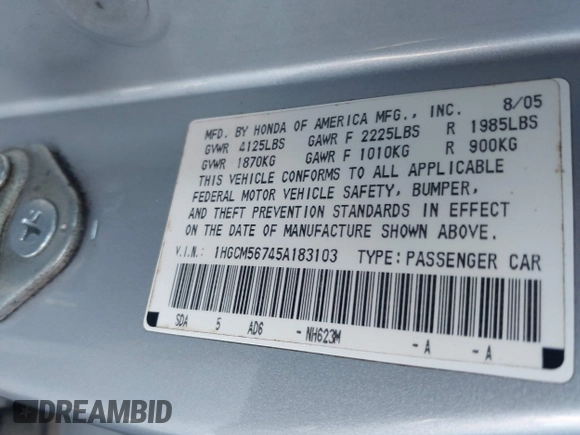 MFD. BY HONDA OF AMERICA MFG., INC. 8/05
GVWR 4125LBS GAWR F 2225LBS R 1985LBS
GVWR 1870KG GAWR F 1010KG R 900KG
THIS VEHICLE CONFORMS TO ALL APPLICABLE
FEDERAL MOTOR VEHICLE SAFETY, BUMPER,
AND THEFT PREVENTION STANDARDS IN EFFECT
ON THE DATE OF MANUFACTURE SHOWN ABOVE.
V.I.N.: 1HGCM56745A183103 TYPE: PASSENGER CAR
SDA 5 AD6 - NH623M - A - A
DREAMBID